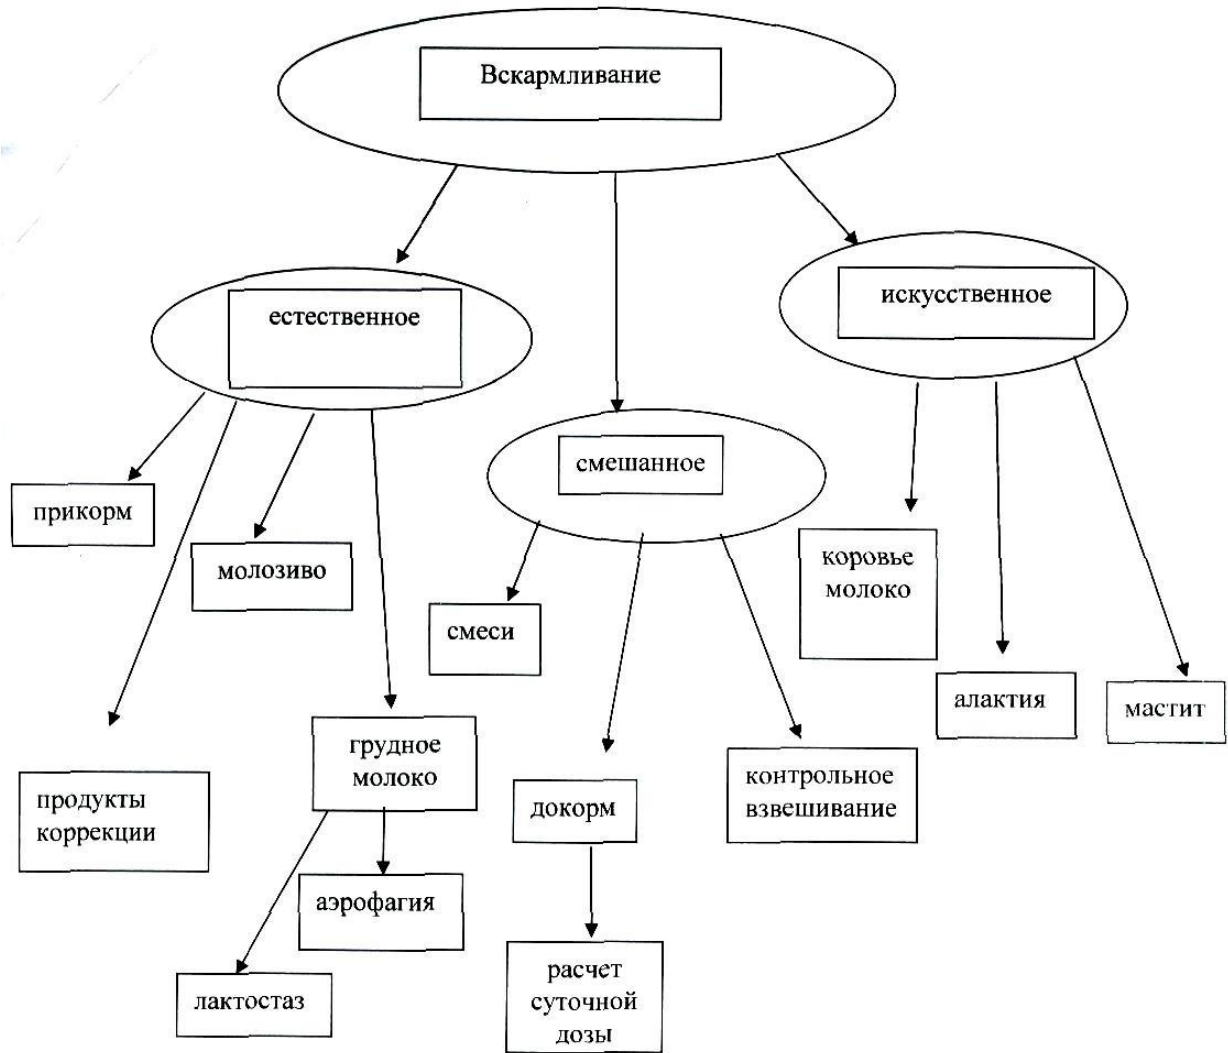 Вскармливание
естественное
искусственное
смешанное
прикорм
молозиво
коровье
молоко
смеси
алактия
мастит
грудное
молоко
продукты
коррекции
докорм
контрольное
взвешивание
аэрофагия
лактостаз
расчет
суточной
дозы